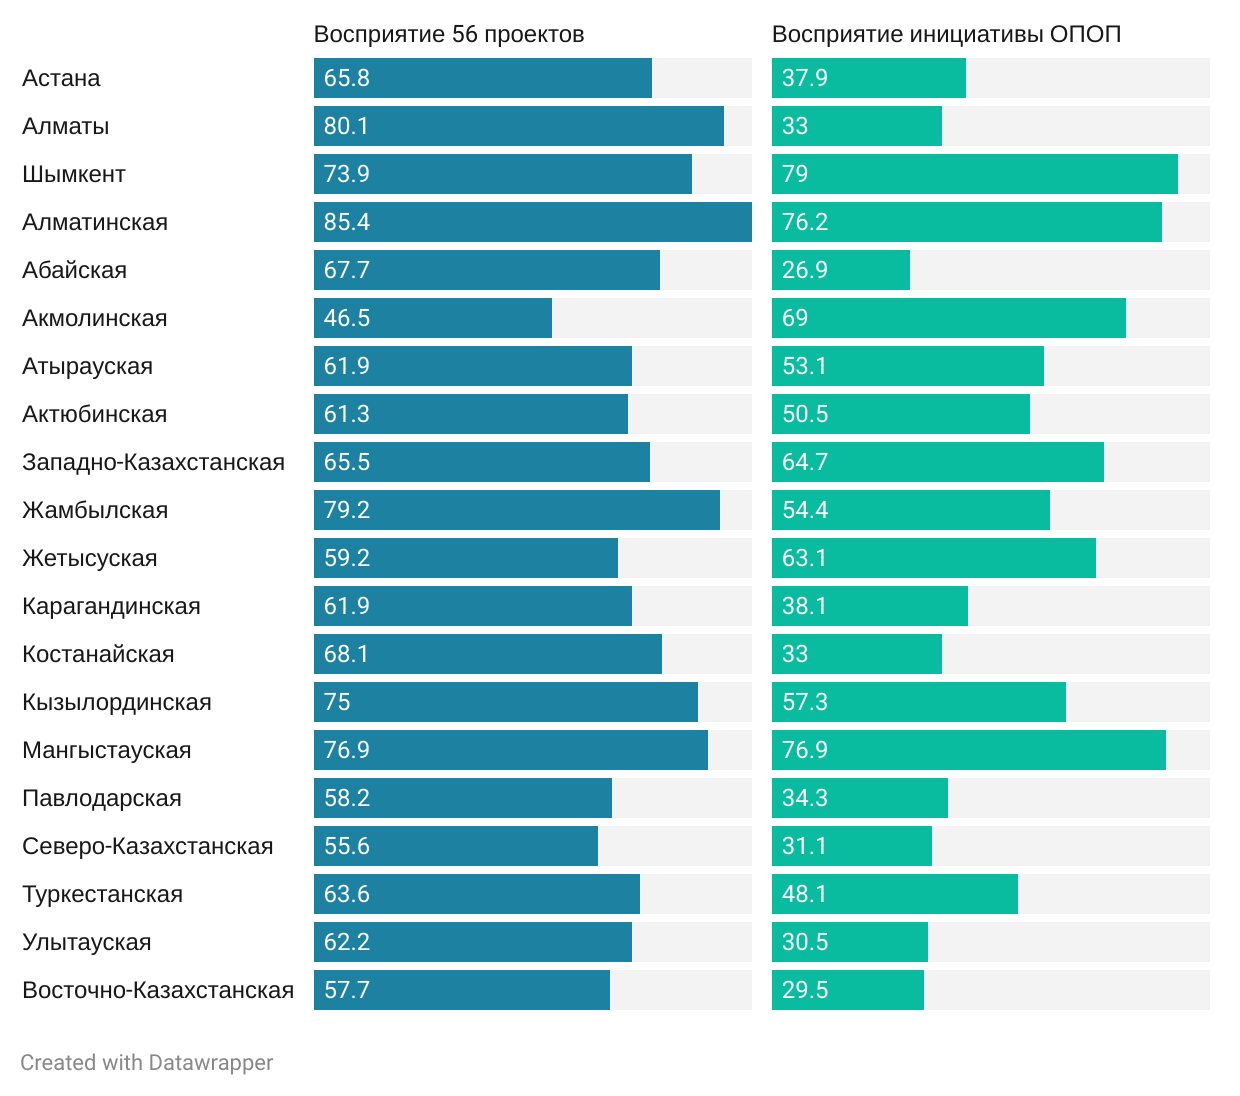 Восприятие 56 проектов Восприятие инициативы ОПОП
Астана 65.8 37.9
Алматы 80.1 33
Шымкент 73.9 79
Алматинская 85.4 76.2
Абайская 67.7 26.9
Акмолинская 46.5 69
Атырауская 61.9 53.1
Актюбинская 61.3 50.5
Западно-Казахстанская 65.5 64.7
Жамбылская 79.2 54.4
Жетысуская 59.2 63.1
Карагандинская 61.9 38.1
Костанайская 68.1 33
Кызылординская 75 57.3
Мангыстауская 76.9 76.9
Павлодарская 58.2 34.3
Северо-Казахстанская 55.6 31.1
Туркестанская 63.6 48.1
Улытауская 62.2 30.5
Восточно-Казахстанская 57.7 29.5
Created with Datawrapper